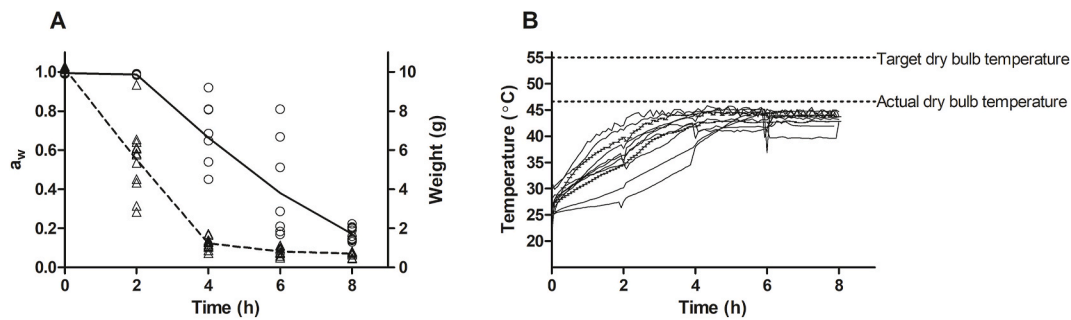 A
1.0
0.8
0.6
0.4
0.2
0.0
aw
10
8
6
4
2
0
Weight (g)
0 2 4 6 8
Time (h)
B
55
50
45
40
35
30
25
20
Temperature (°C)
Target dry bulb temperature
Actual dry bulb temperature
0 2 4 6 8
Time (h)